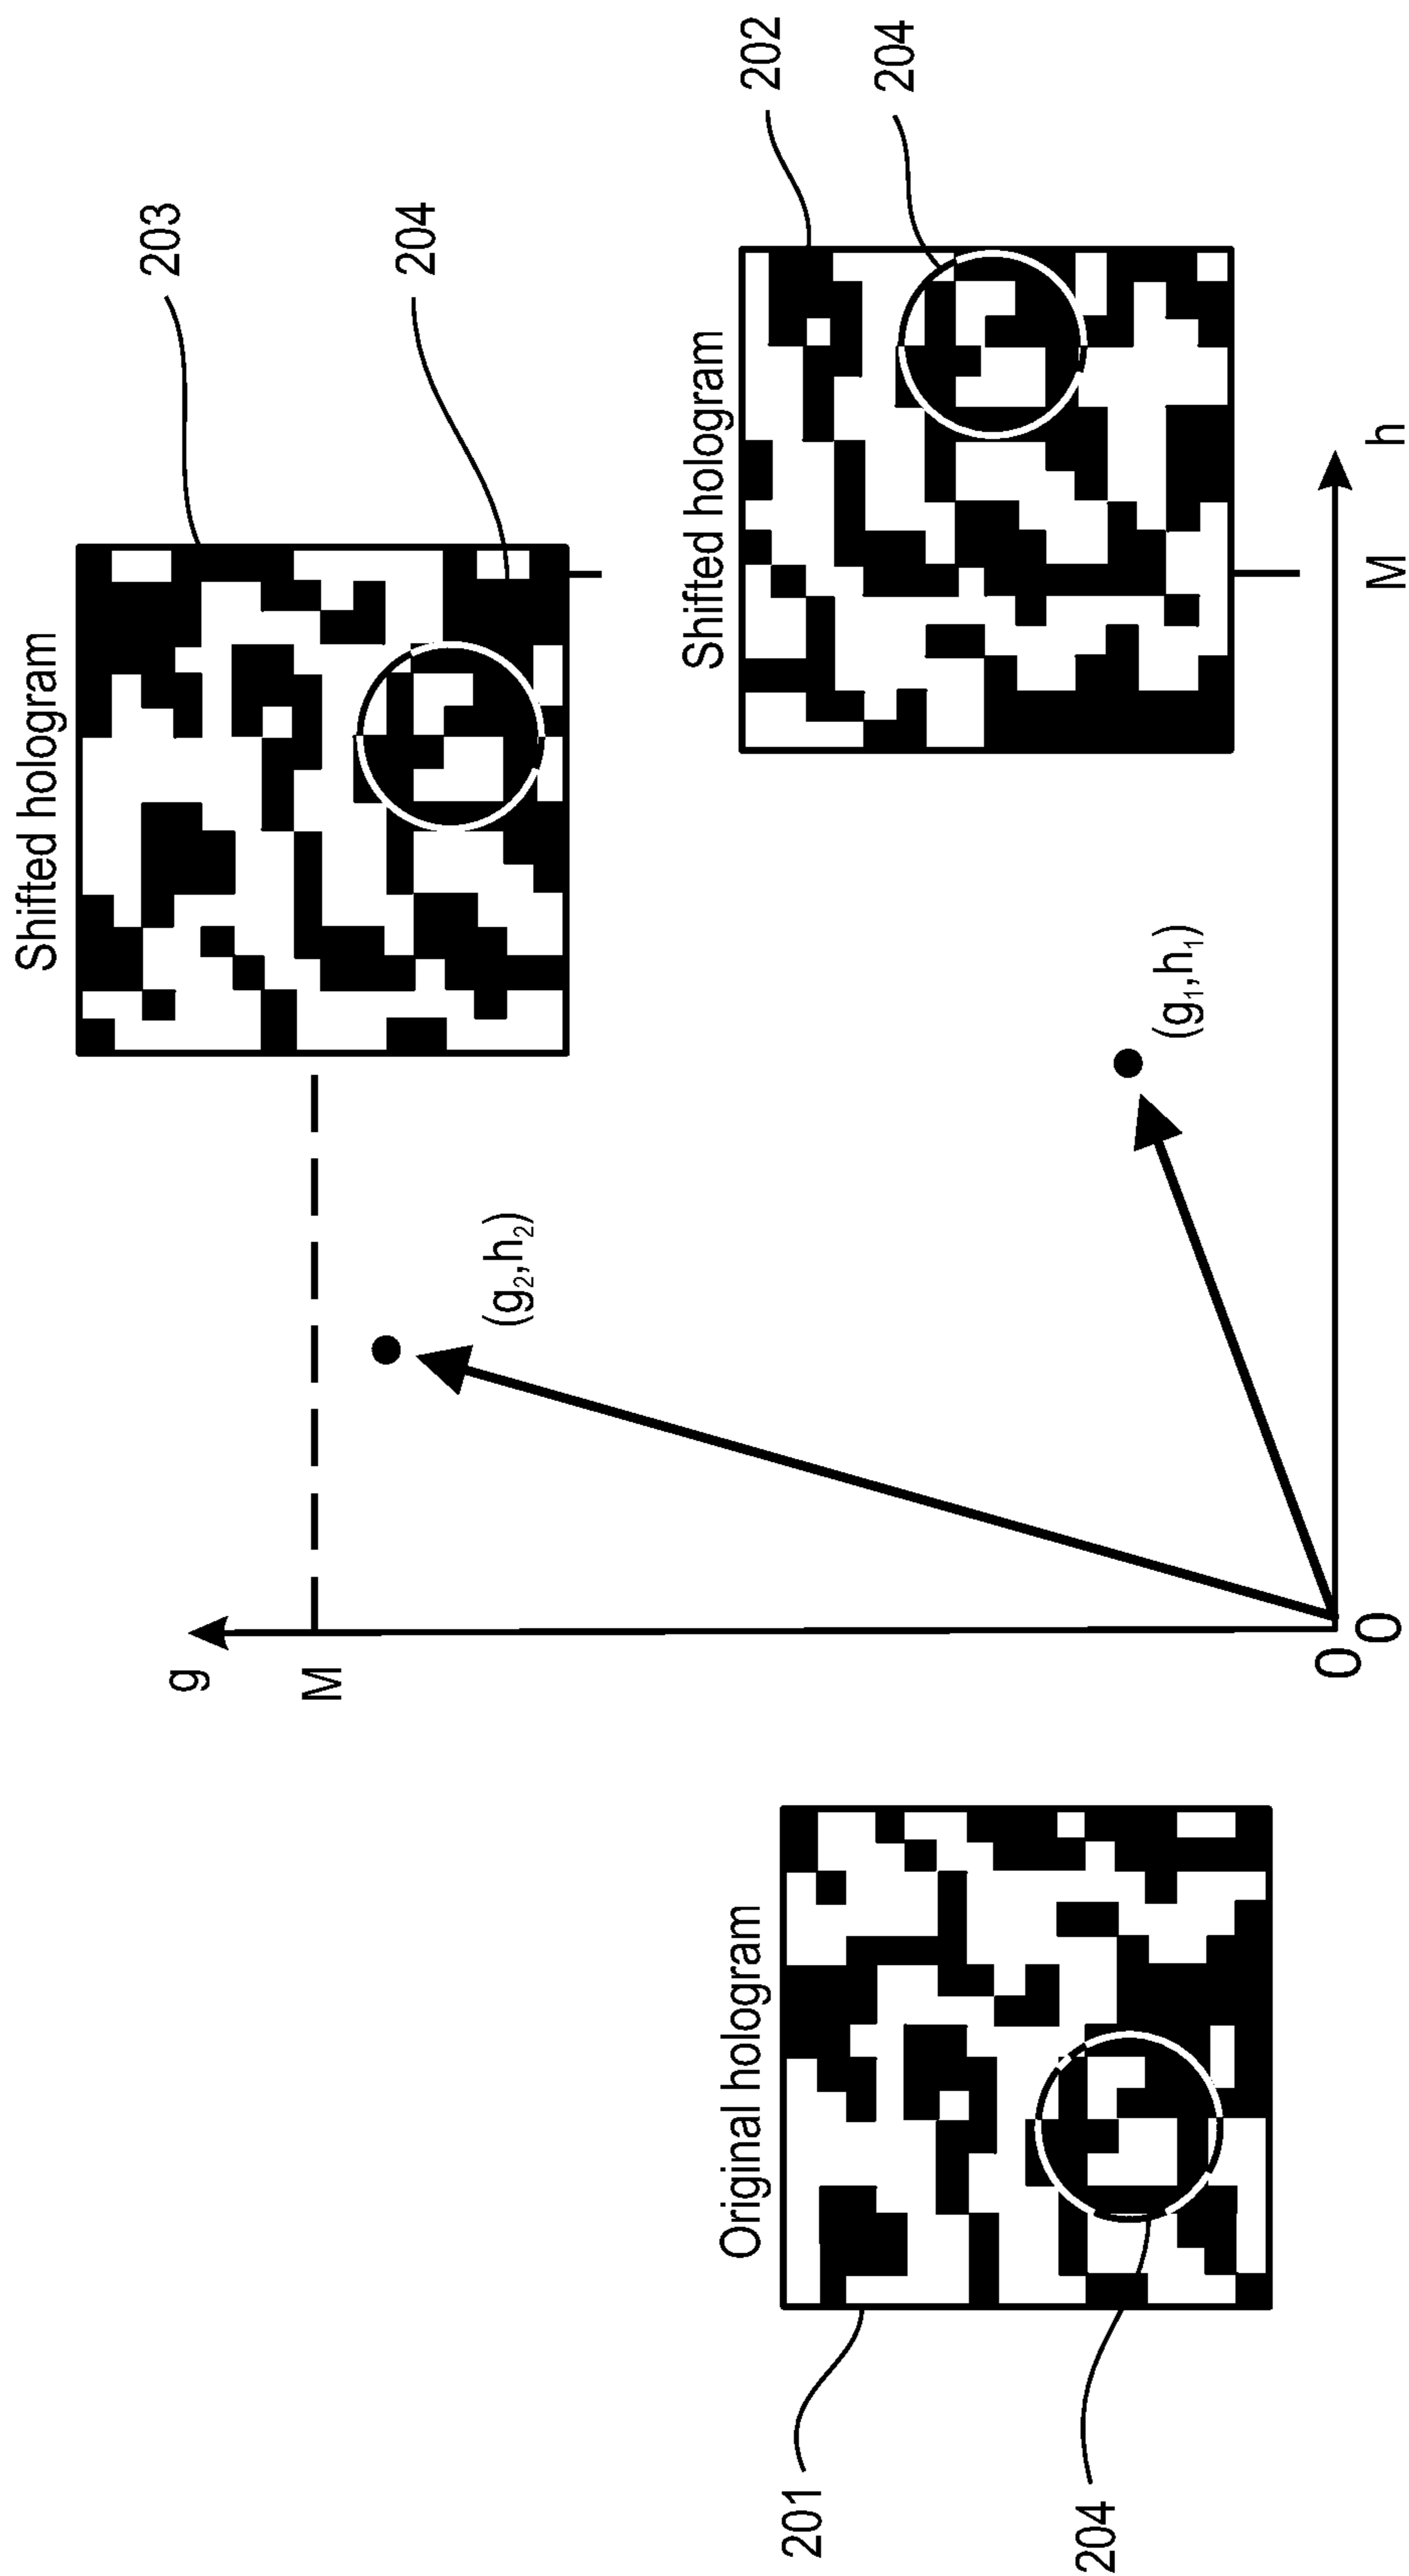 Shifted hologram
203
204
g
M
(g2,h2)
Shifted hologram
202
204
Original hologram
201
204
(g1,h1)
0
0
M
h